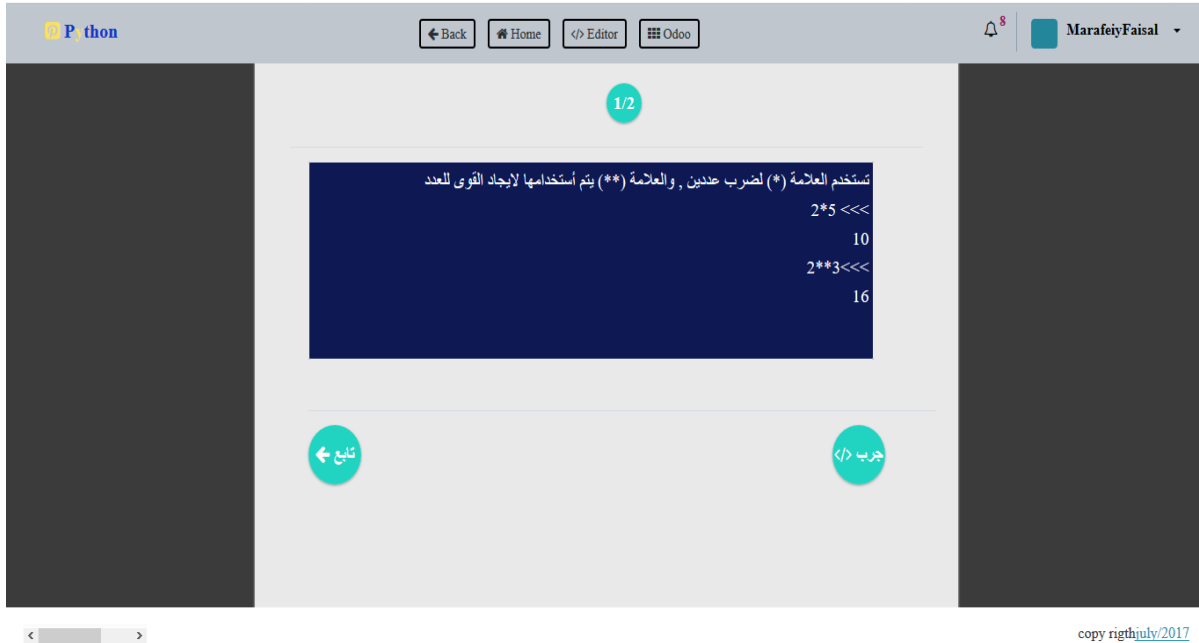 Python
Back
Home
</> Editor
Odoo
8
MarafeiyFaisal
1/2
تستخدم العلامة (*) لضرب عددين , والعلامة (**) يتم أستخدامها لايجاد القوى للعدد
2*5 <<<
10
2**3<<<
16
جرب </>
تابع
copy rigthjuly/2017